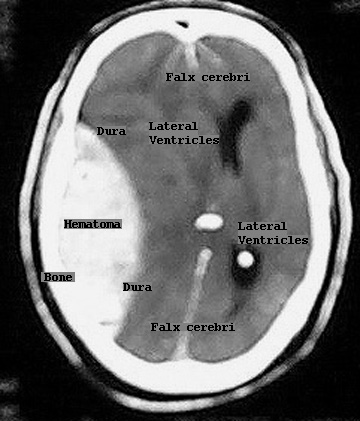 Falx cerebri
Dura
Lateral
Ventricles
Hematoma
Lateral
Ventricles
Bone
Dura
Falx cerebri